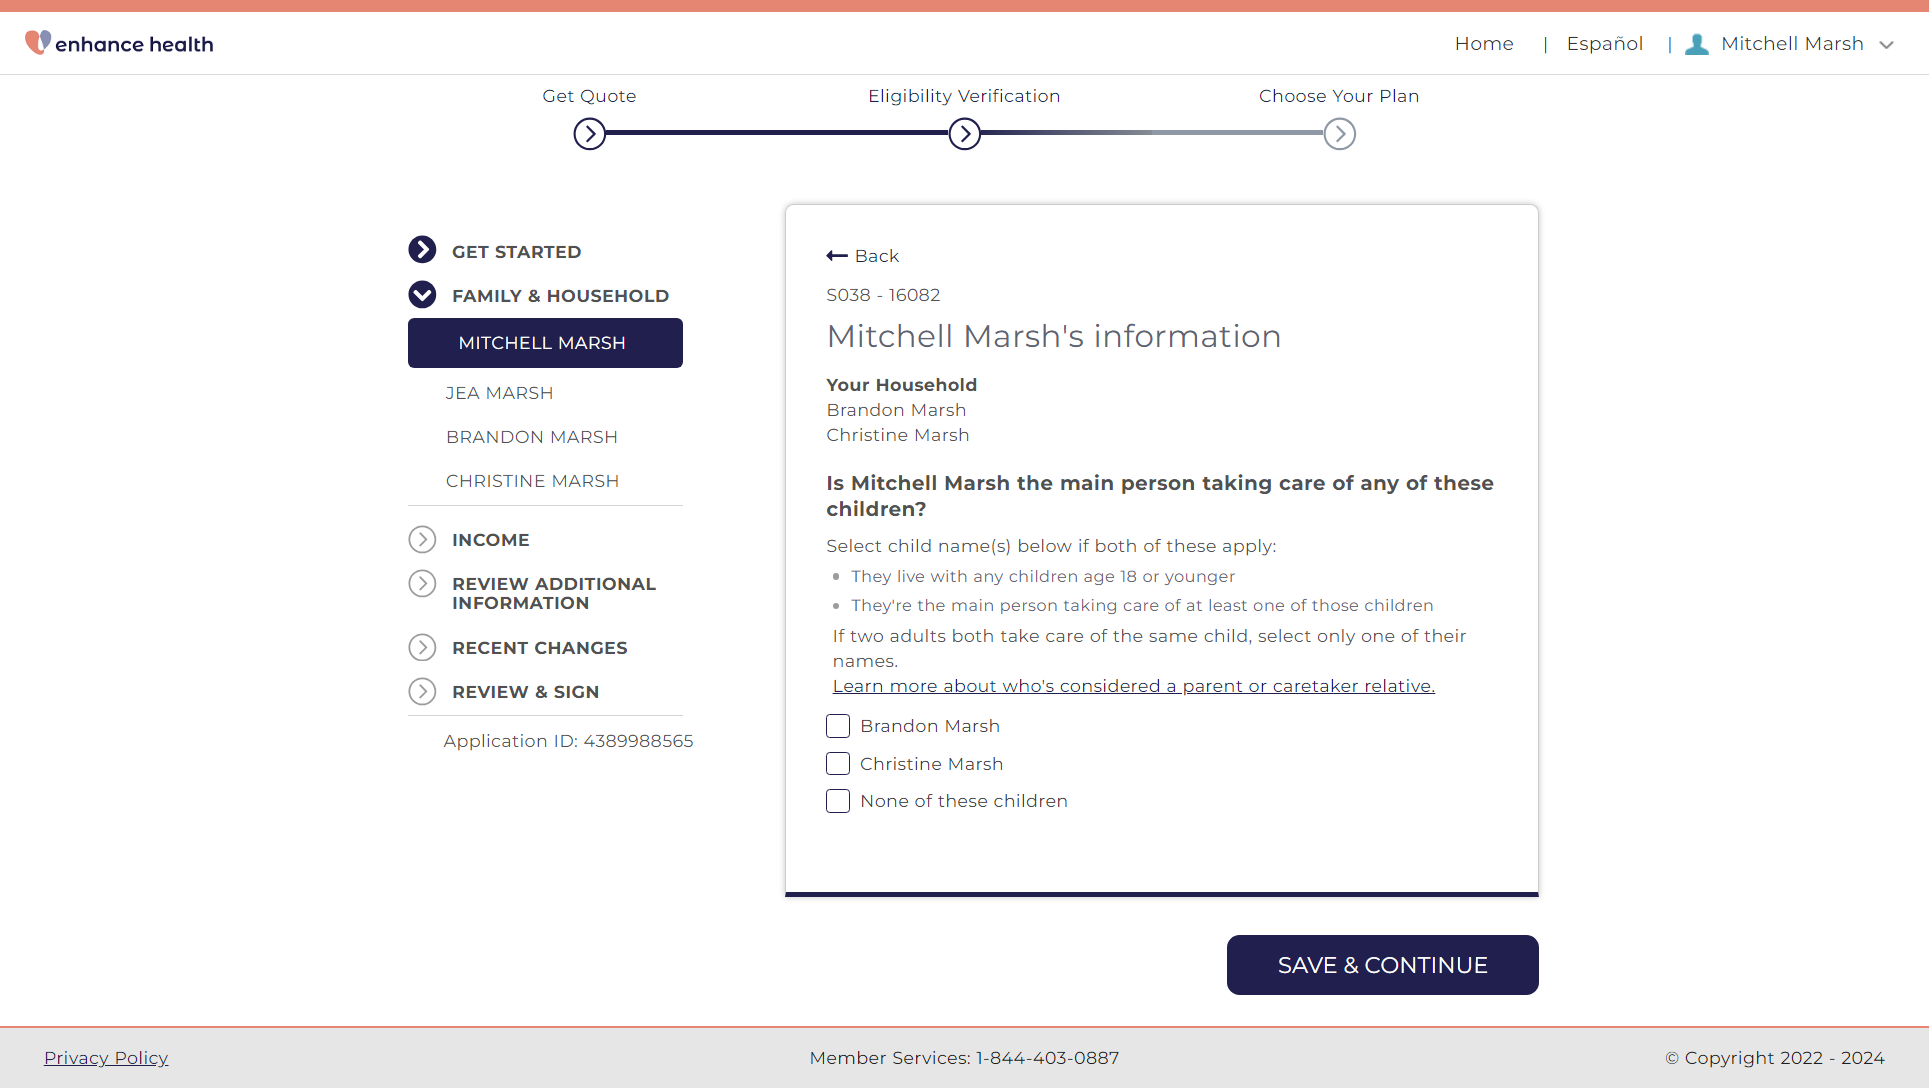 enhance health
Home | Español | Mitchell Marsh
Get Quote
Eligibility Verification
Choose Your Plan
GET STARTED
FAMILY & HOUSEHOLD
MITCHELL MARSH
JEA MARSH
BRANDON MARSH
CHRISTINE MARSH
INCOME
REVIEW ADDITIONAL
INFORMATION
RECENT CHANGES
REVIEW & SIGN
Application ID: 4389988565
Back
S038 - 16082
Mitchell Marsh's information
Your Household
Brandon Marsh
Christine Marsh
Is Mitchell Marsh the main person taking care of any of these
children?
Select child name(s) below if both of these apply:
• They live with any children age 18 or younger
• They're the main person taking care of at least one of those children
If two adults both take care of the same child, select only one of their
names.
Learn more about who's considered a parent or caretaker relative.
Brandon Marsh
Christine Marsh
None of these children
SAVE & CONTINUE
Privacy Policy
Member Services: 1-844-403-0887
© Copyright 2022 - 2024